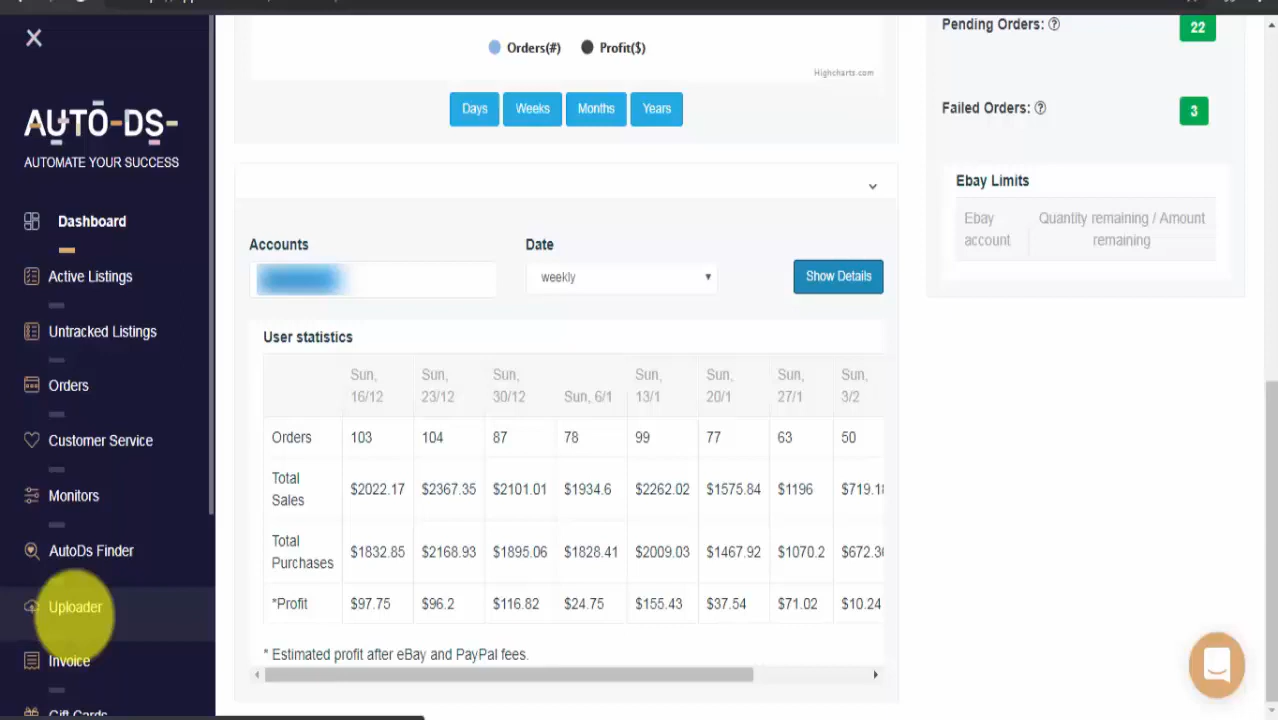 AUTO-DS-
AUTOMATE YOUR SUCCESS
Dashboard
Active Listings
Untracked Listings
Orders
Customer Service
Monitors
AutoDs Finder
Uploader
Invoice
Gift Cards
Orders(#) Profit($)
Highcharts.com
Days Weeks Months Years
Accounts Date
weekly Show Details
User statistics
Sun, Sun, Sun, Sun, Sun, Sun, Sun,
16/12 23/12 30/12 Sun, 6/1 13/1 20/1 27/1 3/2
Orders 103 104 87 78 99 77 63 50
Total
Sales $2022.17 $2367.35 $2101.01 $1934.6 $2262.02 $1575.84 $1196 $719.1
Total
Purchases $1832.85 $2168.93 $1895.06 $1828.41 $2009.03 $1467.92 $1070.2 $672.3
*Profit $97.75 $96.2 $116.82 $24.75 $155.43 $37.54 $71.02 $10.24
* Estimated profit after eBay and PayPal fees.
Pending Orders: 22
Failed Orders: 3
Ebay Limits
Ebay
account
Quantity remaining / Amount
remaining